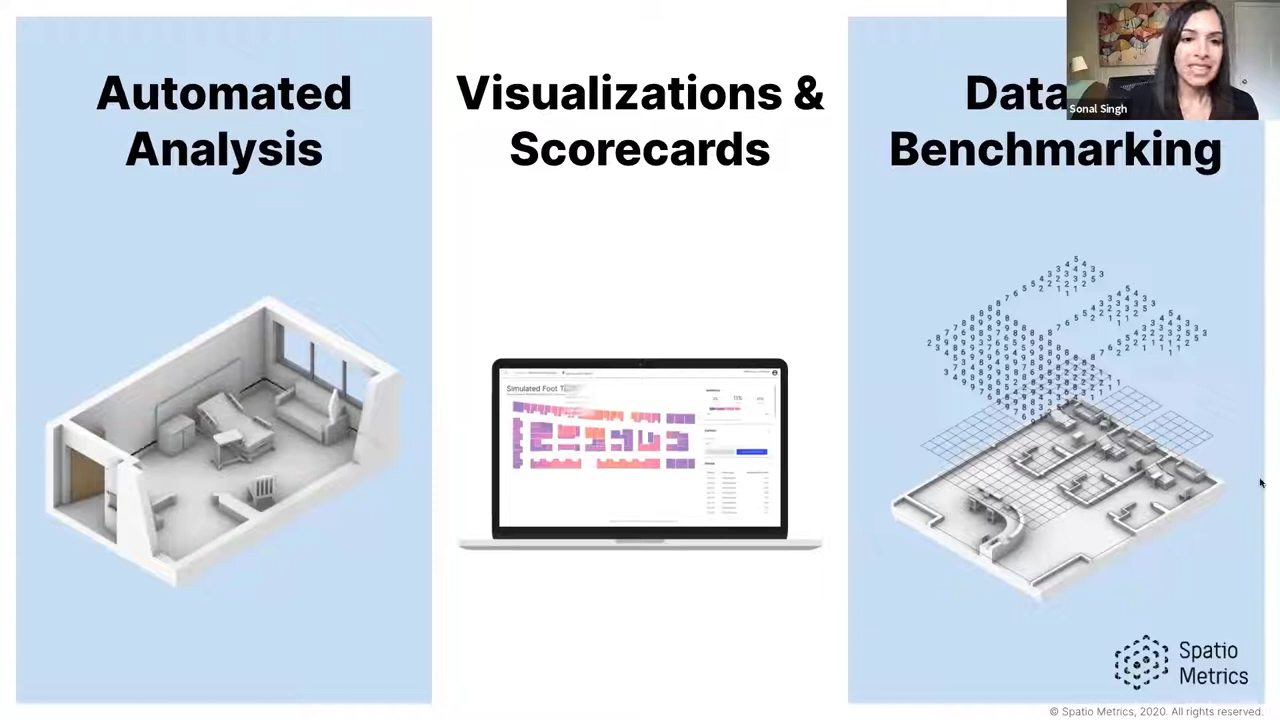 Automated
Analysis
Visualizations &
Scorecards
Data
Benchmarking
Sonal Singh
Simulated Foot
Spatio
Metrics
© Spatio Metrics, 2020. All rights reserved.